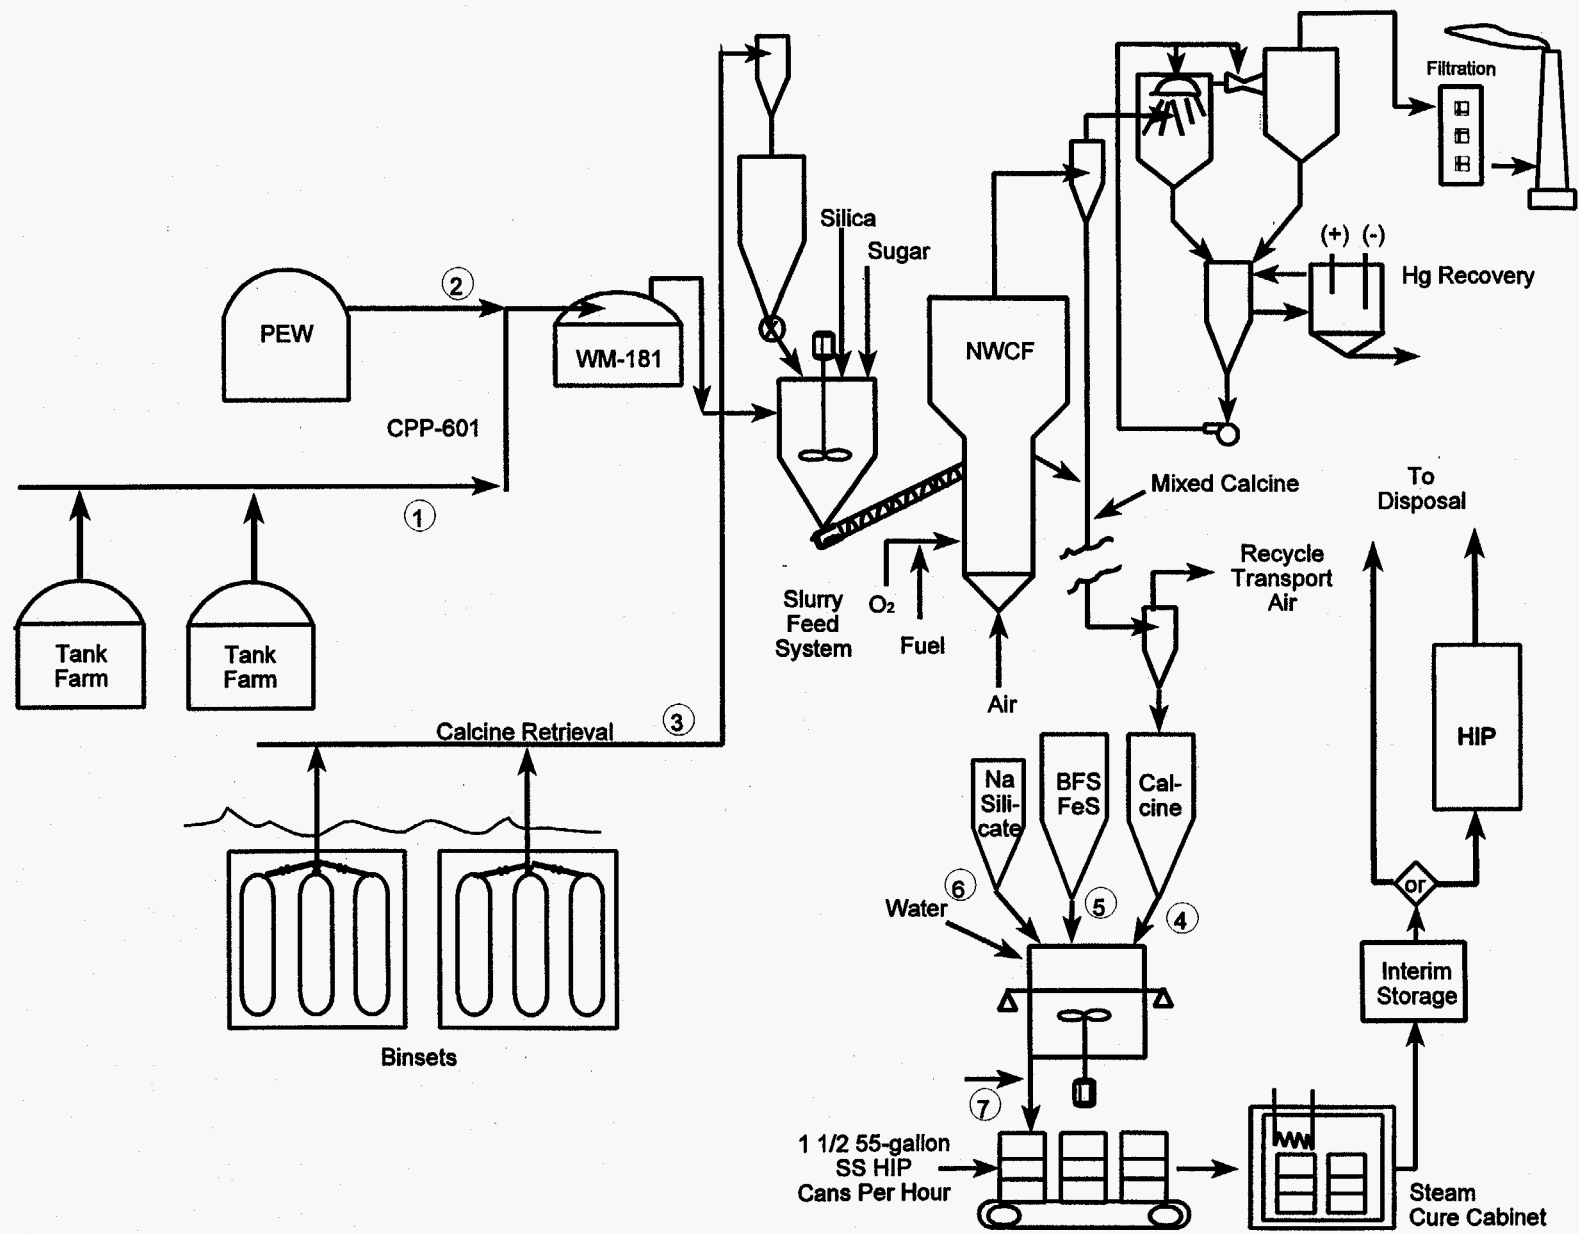 Filtration
Silica
Sugar
(+) (-)
Hg Recovery
2
PEW
WM-181
NWCF
CPP-601
1
Mixed Calcine
To
Disposal
Recycle
Transport
Air
Slurry
Feed
System
O2
Fuel
Air
Tank
Farm
Tank
Farm
Calcine Retrieval
3
HIP
Na
Sili-
cate
BFS
FeS
Cal-
cine
or
6
Water
5
4
Interim
Storage
Binsets
7
1 1/2 55-gallon
SS HIP
Cans Per Hour
Steam
Cure Cabinet